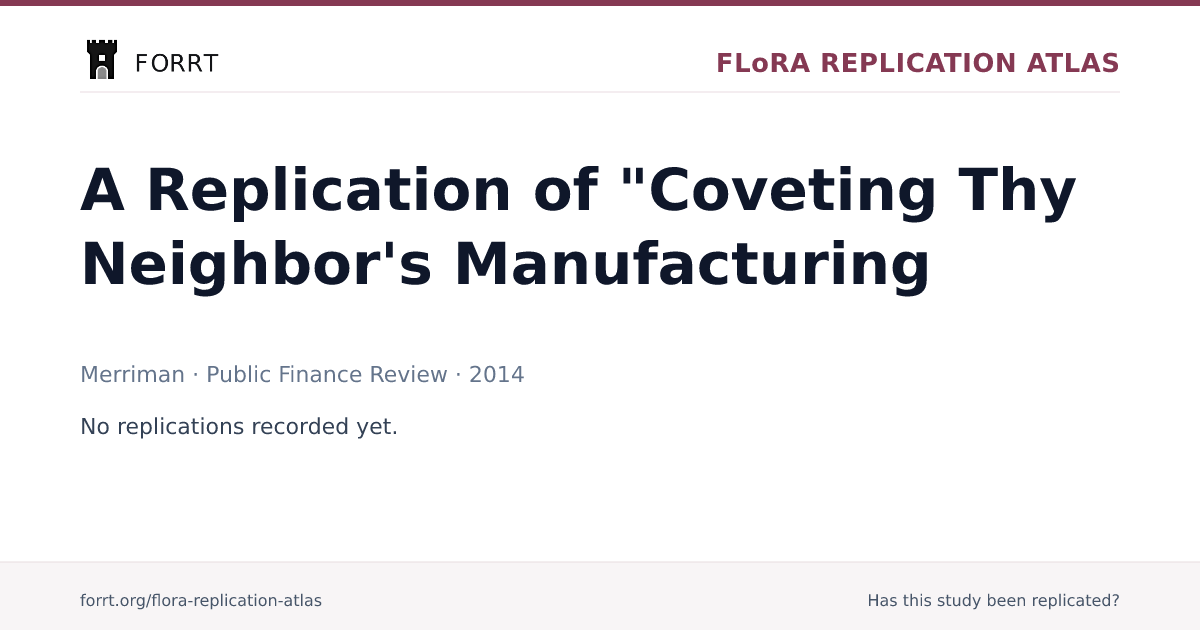 FORRT
FLoRA REPLICATION ATLAS
A Replication of "Coveting Thy
Neighbor's Manufacturing
Merriman · Public Finance Review · 2014
No replications recorded yet.
forrt.org/flora-replication-atlas
Has this study been replicated?